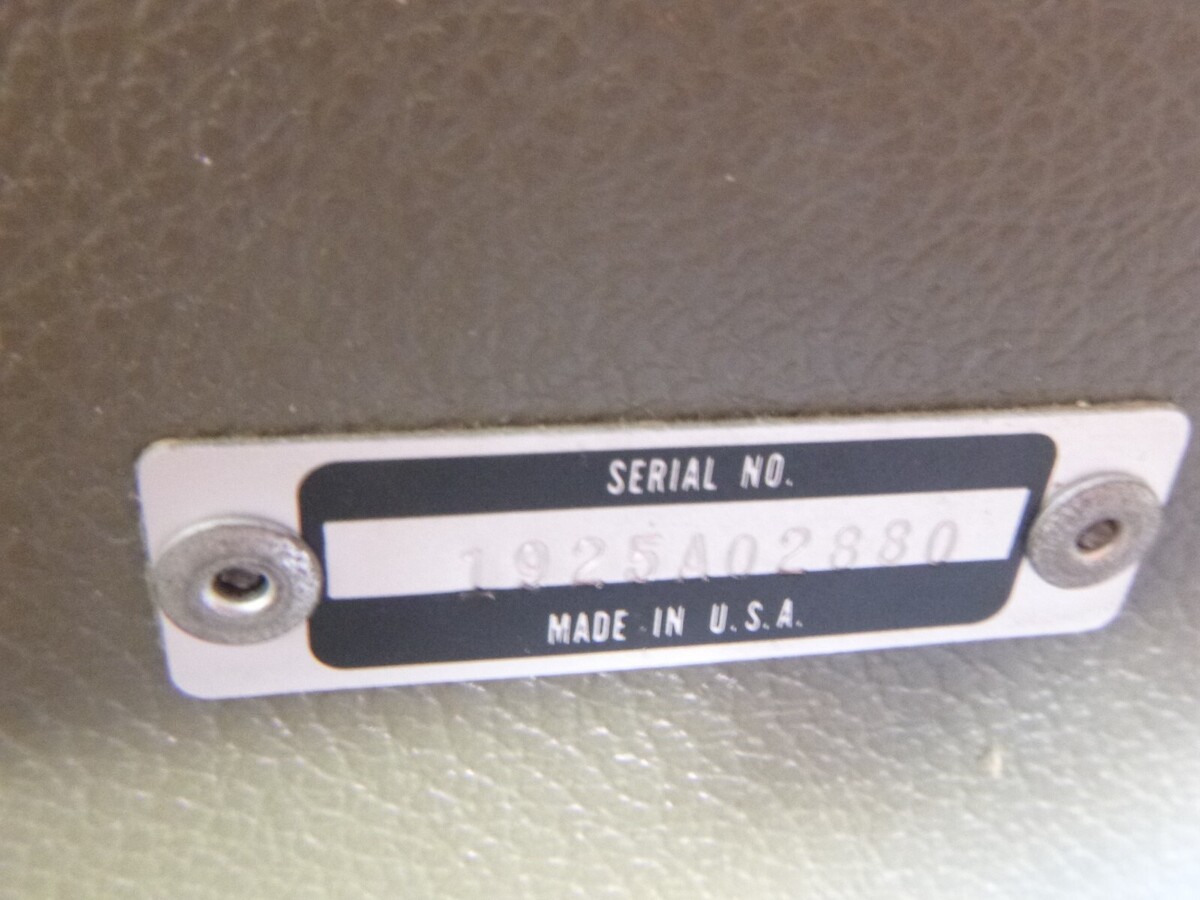 SERIAL NO.
1925A02880
MADE IN U.S.A.